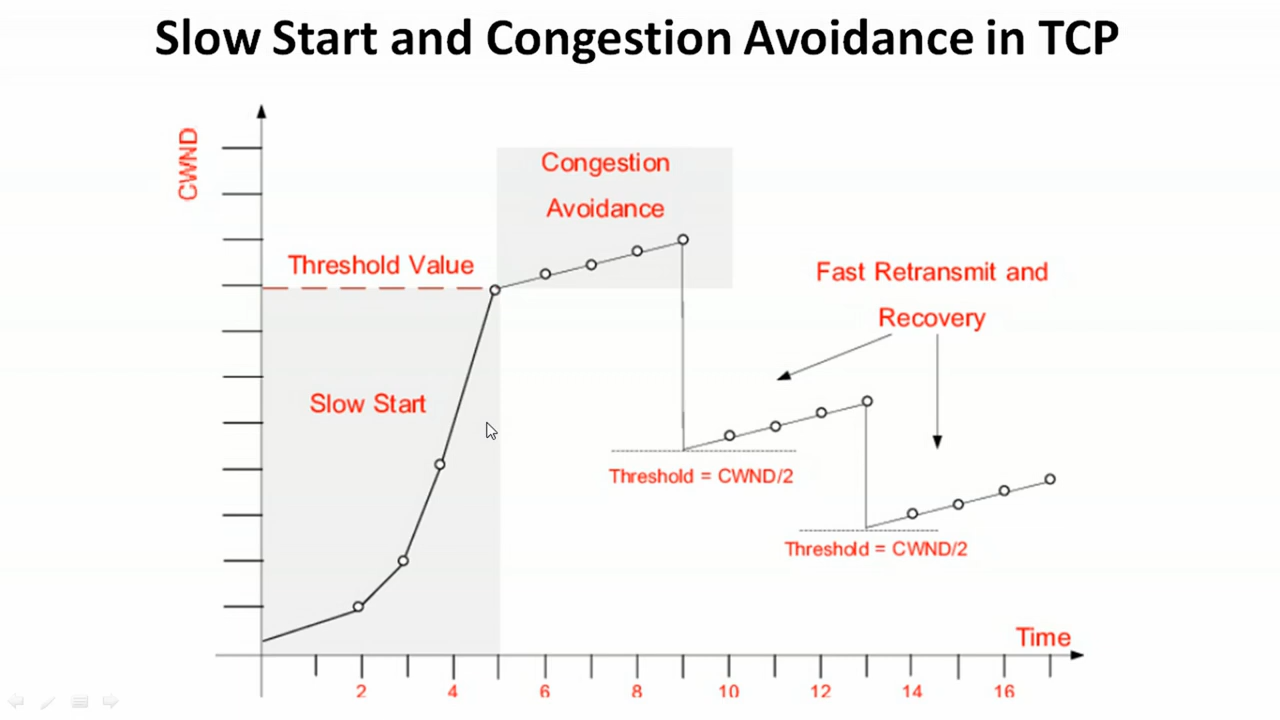 Slow Start and Congestion Avoidance in TCP
CWND
Congestion
Avoidance
Threshold Value
Fast Retransmit and
Recovery
Slow Start
Threshold = CWND/2
Threshold = CWND/2
Time
2 4 6 8 10 12 14 16